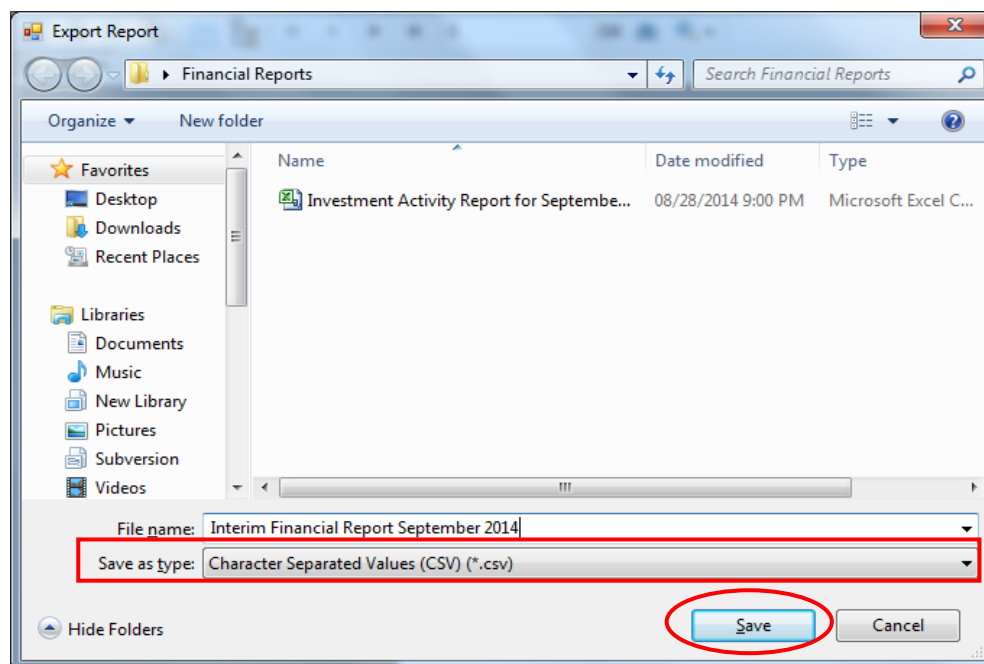 Export Report
Financial Reports
Search Financial Reports
Organize
New folder
Favorites
Desktop
Downloads
Recent Places
Libraries
Documents
Music
New Library
Pictures
Subversion
Videos
Name Date modified Type
Investment Activity Report for Septembe... 08/28/2014 9:00 PM Microsoft Excel C...
File name: Interim Financial Report September 2014
Save as type: Character Separated Values (CSV) (*.csv)
Hide Folders
Save
Cancel